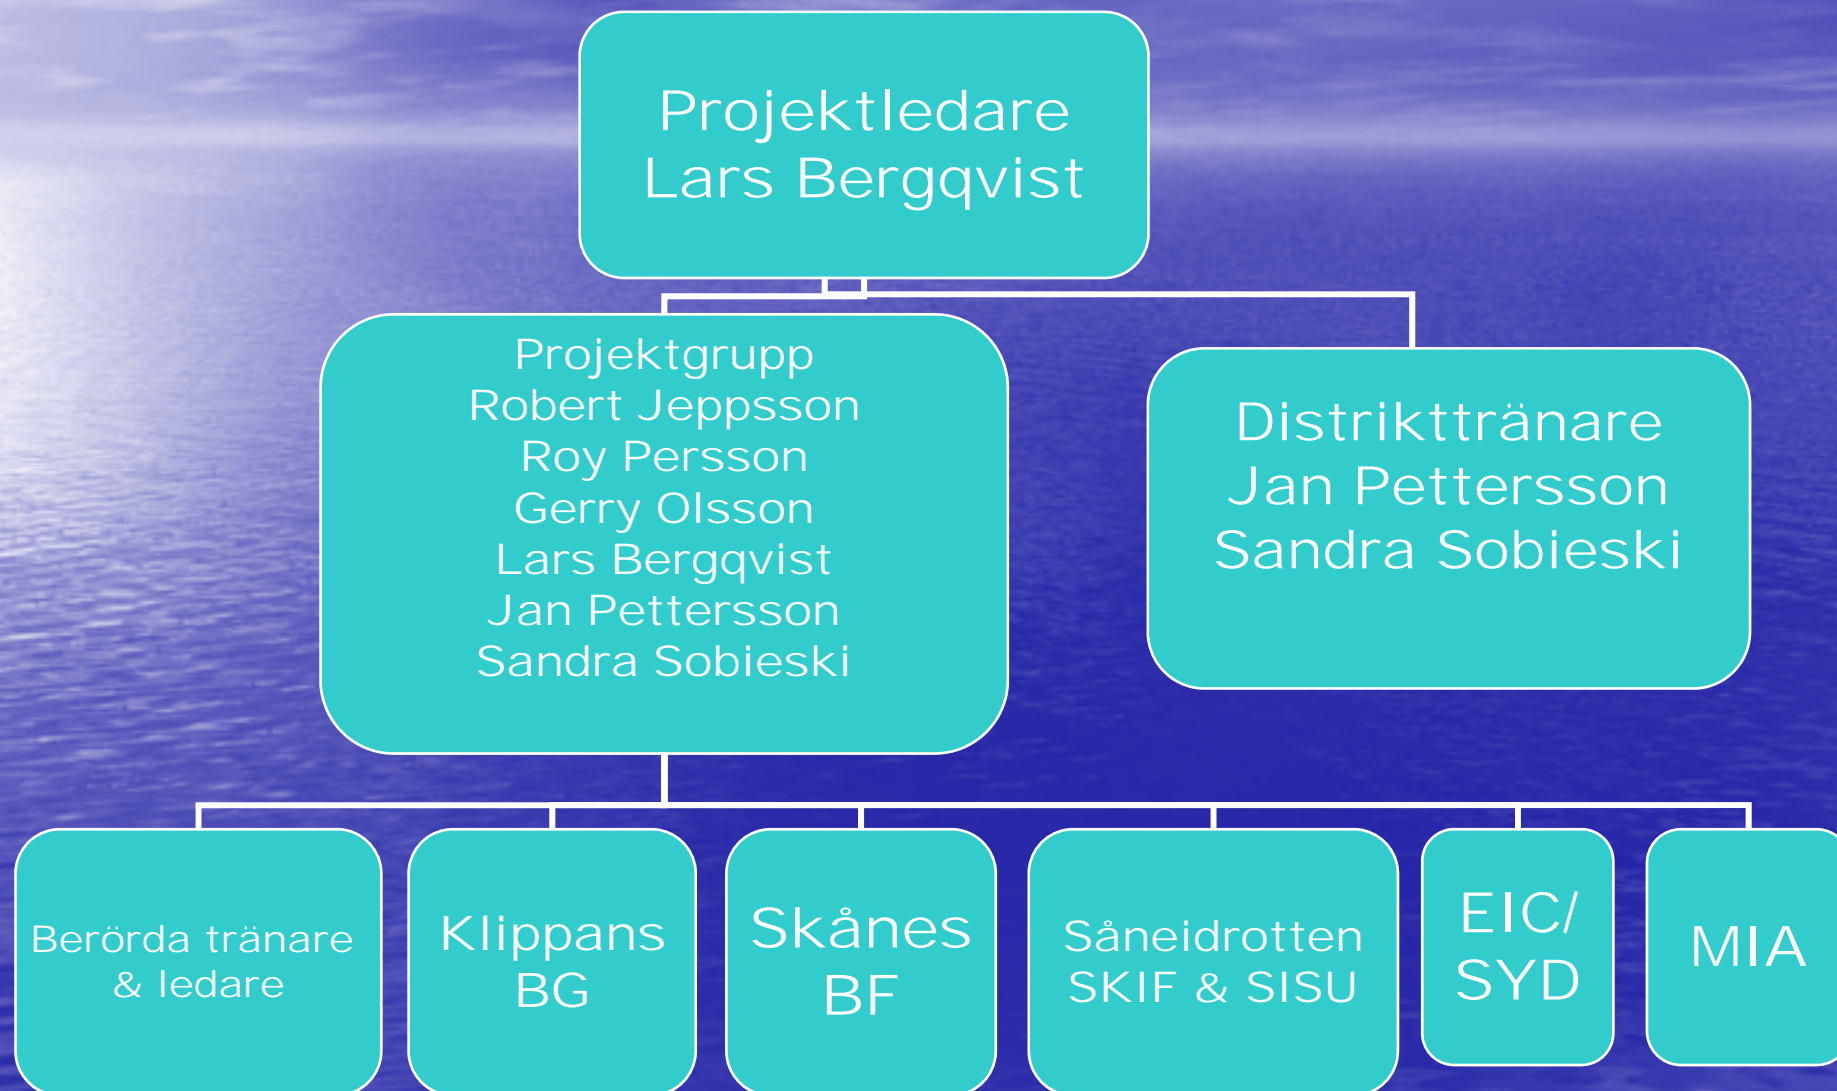 Projektledare
Lars Bergqvist
Projektgrupp
Robert Jeppsson
Roy Persson
Gerry Olsson
Lars Bergqvist
Jan Pettersson
Sandra Sobieski
Distrikttränare
Jan Pettersson
Sandra Sobieski
Berörda tränare
& ledare
Klippans
BG
Skånes
BF
Såneidrotten
SKIF & SISU
EIC/
SYD
MIA